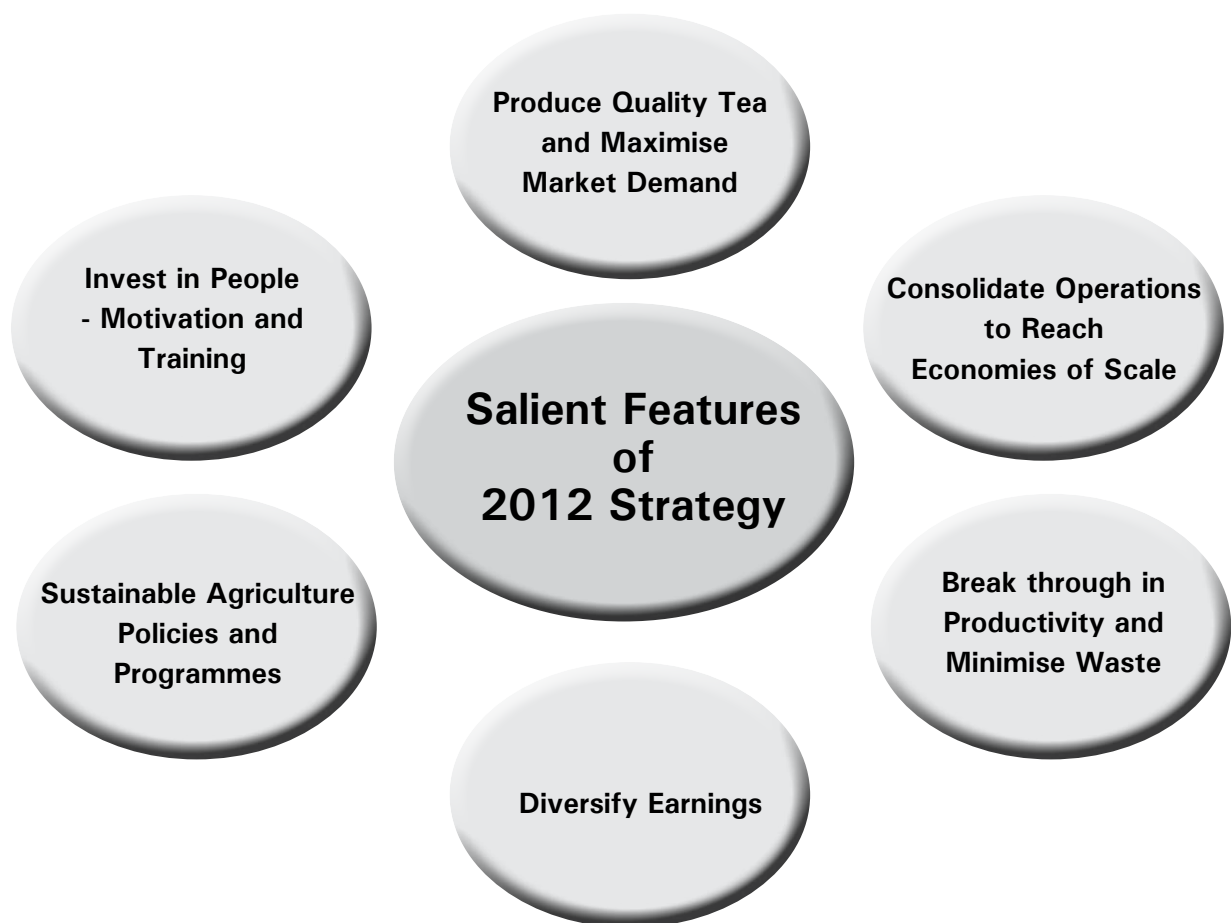 Produce Quality Tea
and Maximise
Market Demand
Invest in People
- Motivation and
Training
Consolidate Operations
to Reach
Economies of Scale
Salient Features
of
2012 Strategy
Sustainable Agriculture
Policies and
Programmes
Break through in
Productivity and
Minimise Waste
Diversify Earnings